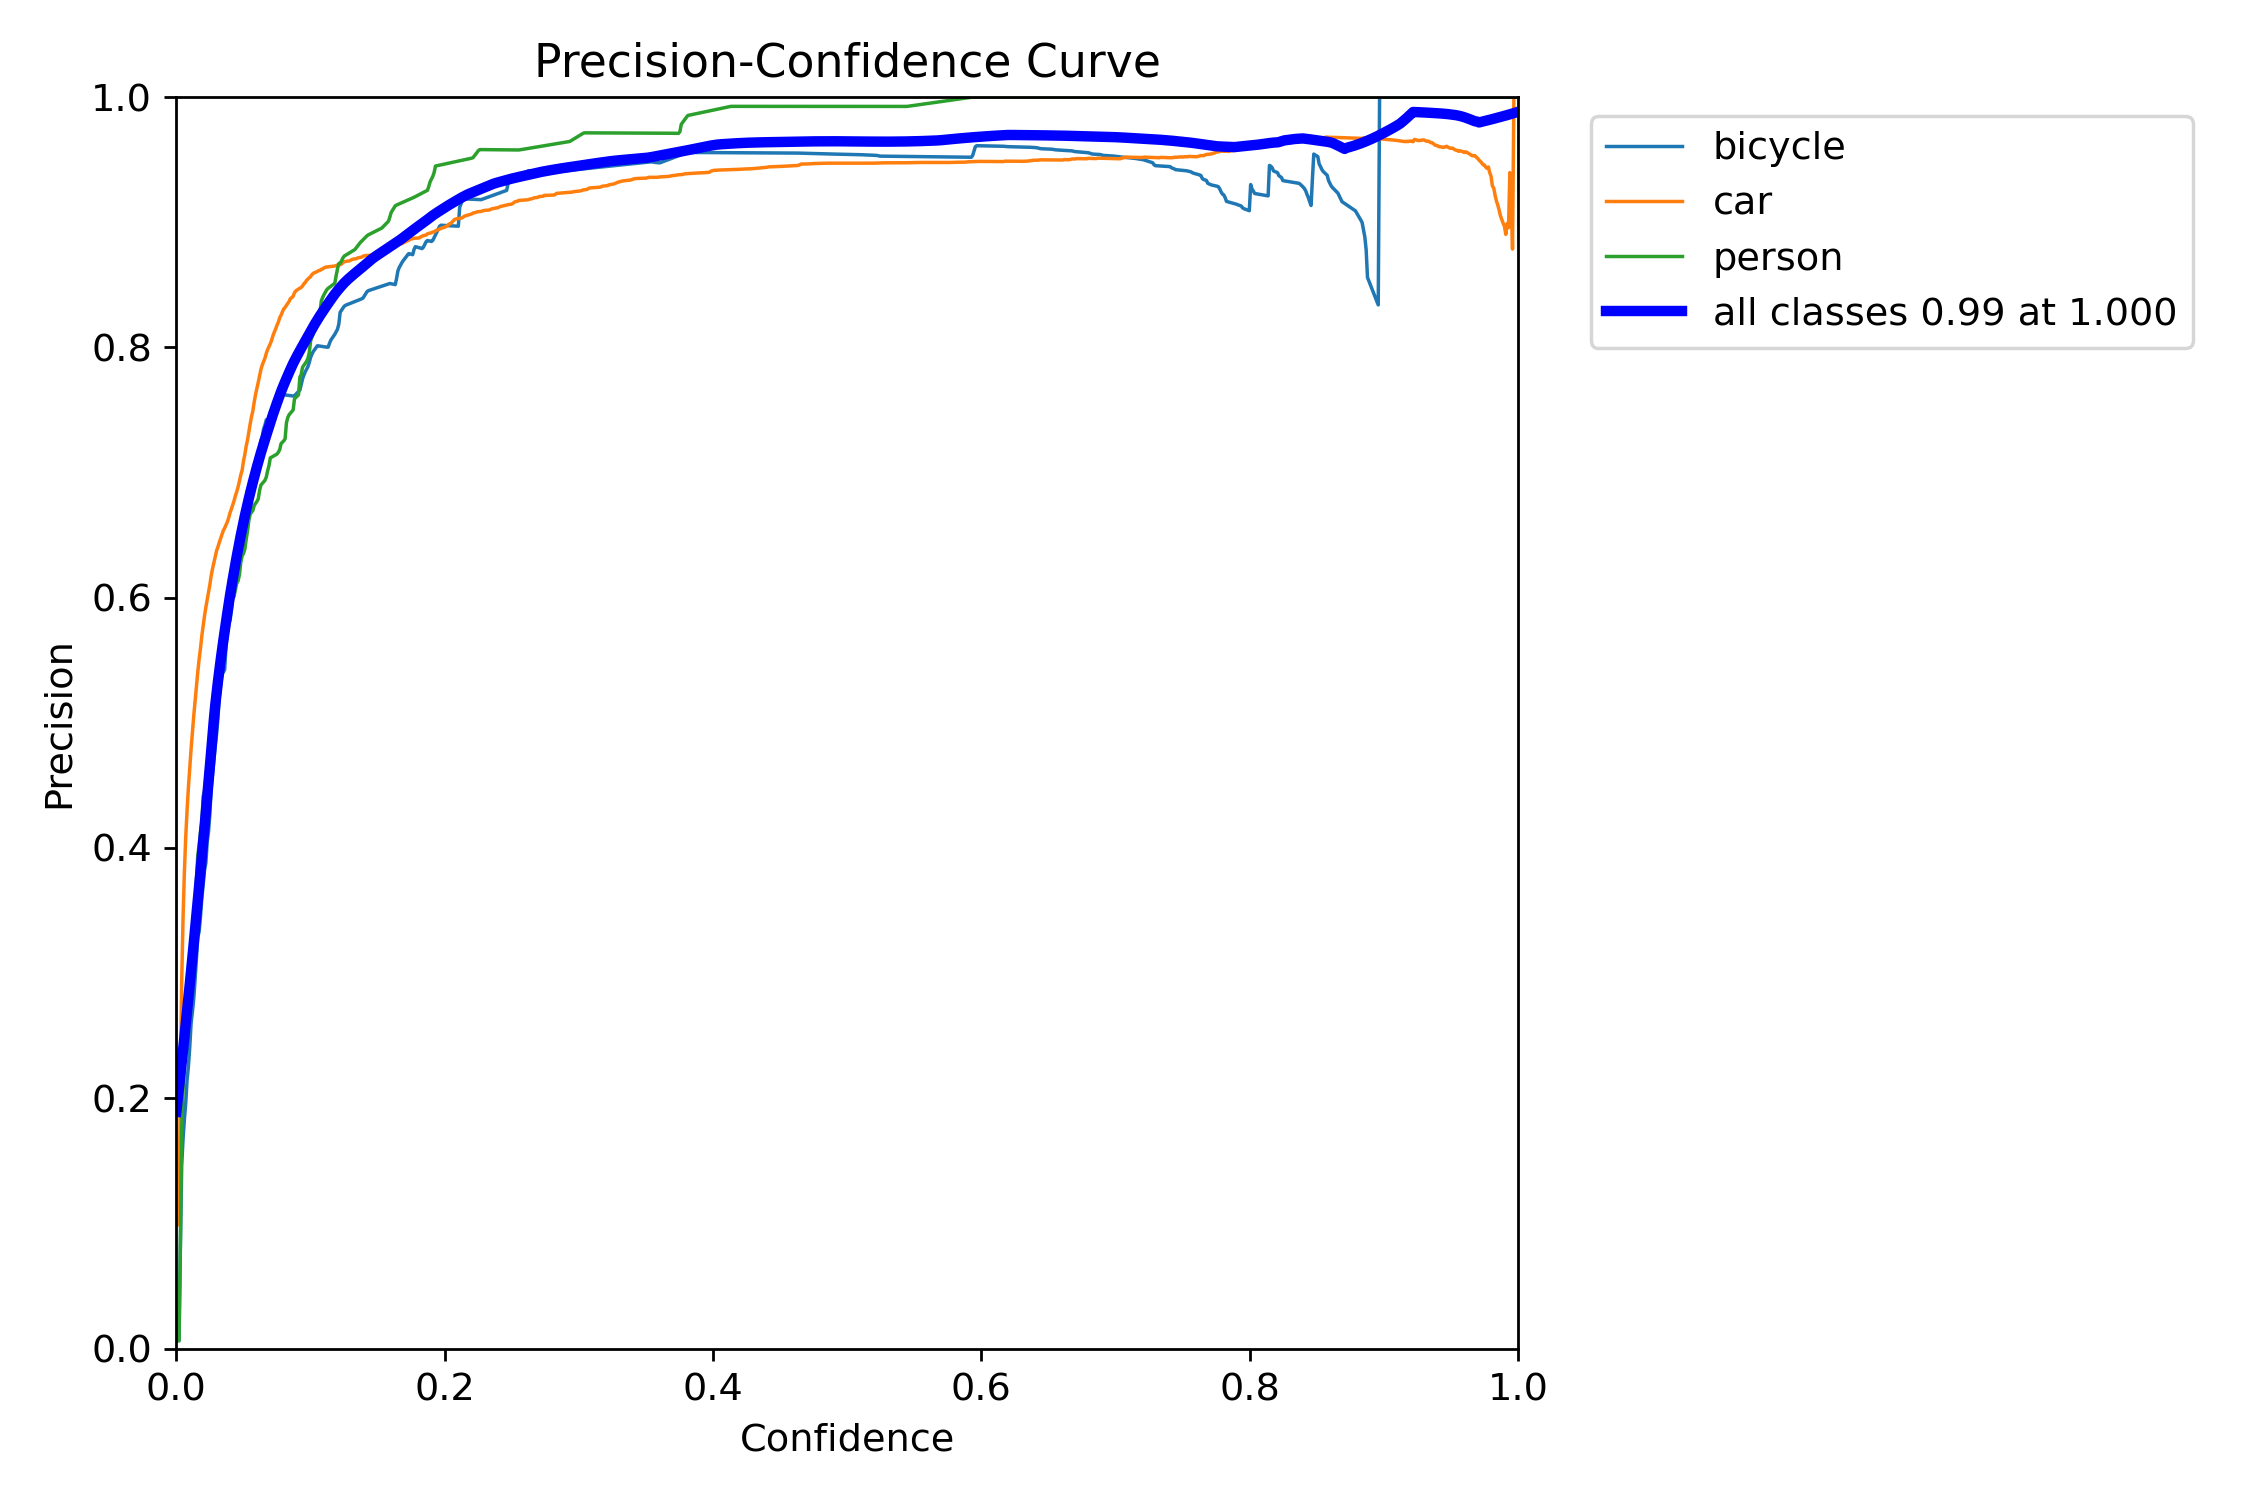 Precision-Confidence Curve
1.0
0.8
0.6
0.4
0.2
0.0
Precision
0.0 0.2 0.4 0.6 0.8 1.0
Confidence
bicycle
car
person
all classes 0.99 at 1.000